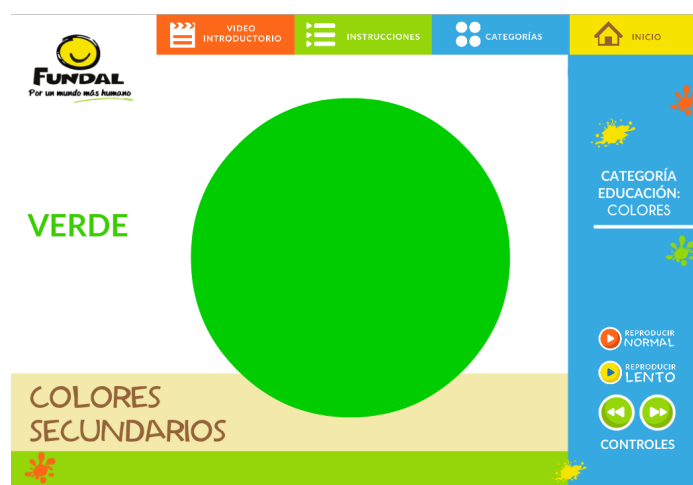 VIDEO
INTRODUCTORIO
INSTRUCCIONES
CATEGORÍAS
INICIO
FUNDAL
Por un mundo más humano
CATEGORÍA
EDUCACIÓN:
COLORES
VERDE
REPRODUCIR
NORMAL
REPRODUCIR
LENTO
CONTROLES
COLORES
SECUNDARIOS